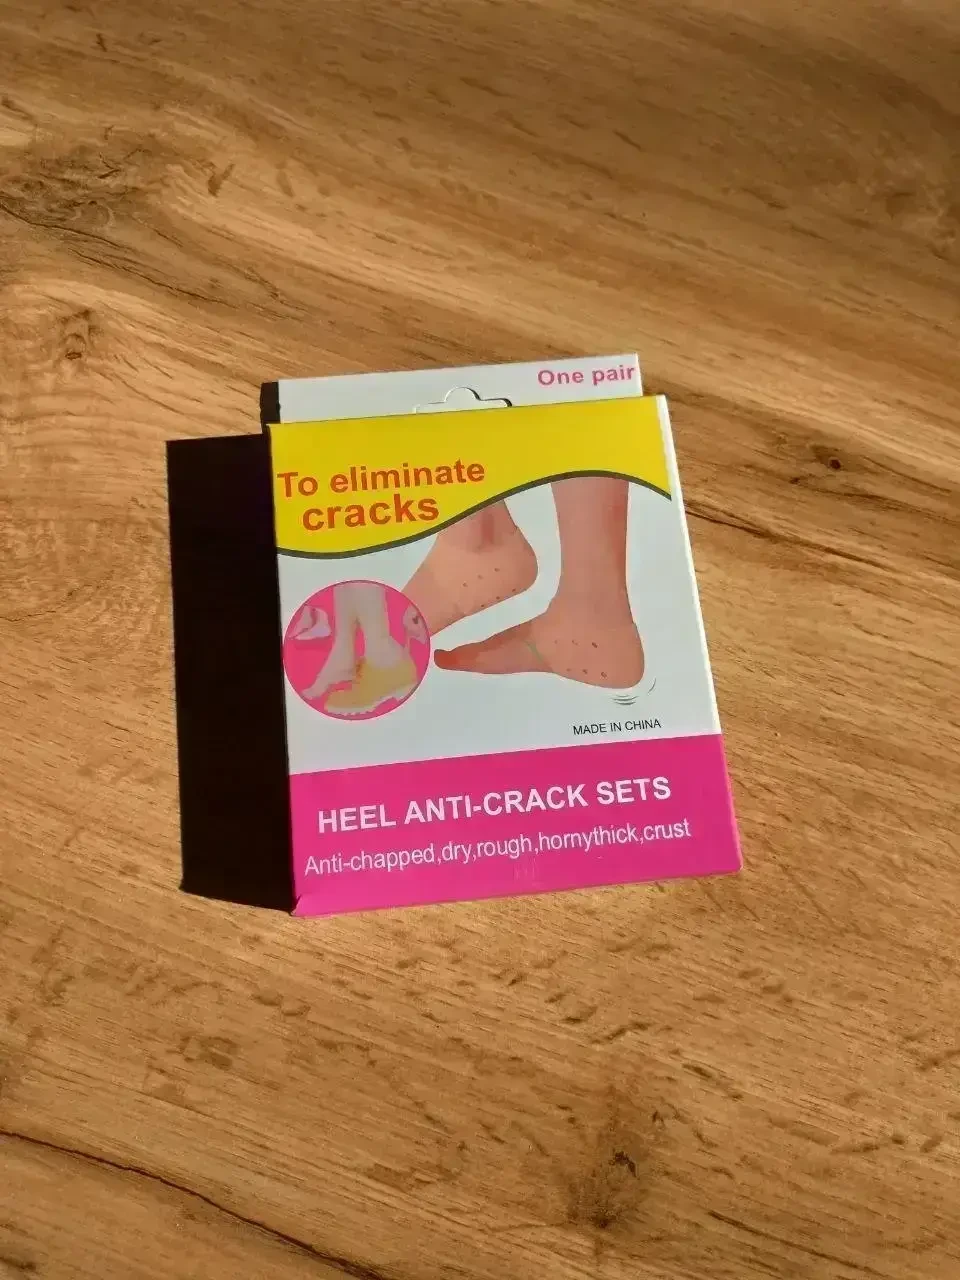 One pair
To eliminate
cracks
MADE IN CHINA
HEEL ANTI-CRACK SETS
Anti-chapped,dry,rough,hornythick,crust